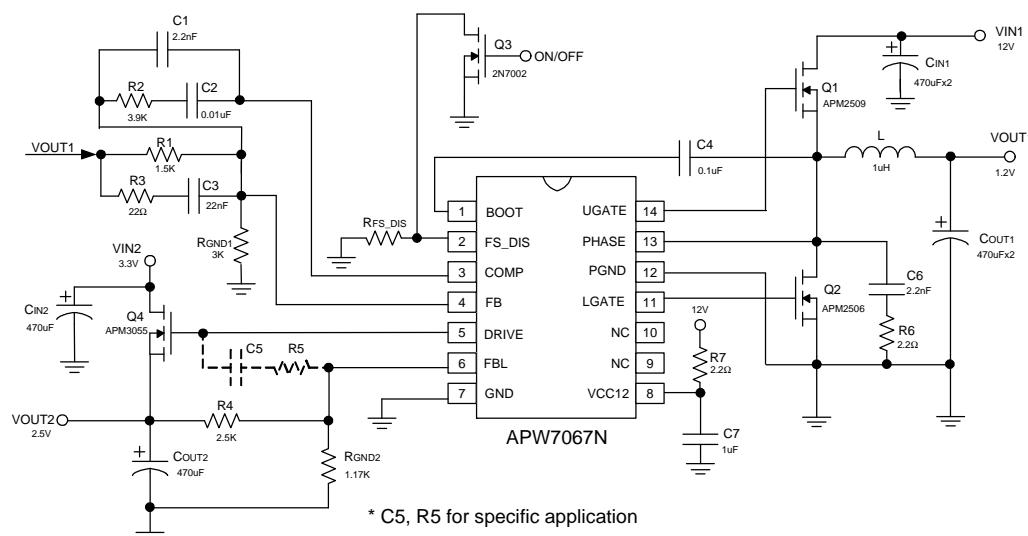 C1
2.2nF
R2
3.9K
C2
0.01uF
VOUT1
R1
1.5K
R3
22Ω
C3
22nF
RGND1
3K
Q3
2N7002
ON/OFF
RFS_DIS
C4
0.1uF
VIN1
12V
CIN1
470uFx2
Q1
APM2509
L
1uH
VOUT
1.2V
COUT1
470uFx2
Q2
APM2506
C6
2.2nF
R6
2.2Ω
12V
R7
2.2Ω
C7
1uF
VIN2
3.3V
CIN2
470uF
Q4
APM3055
C5
R5
VOUT2
2.5V
R4
2.5K
COUT2
470uF
RGND2
1.17K
1 BOOT
2 FS_DIS
3 COMP
4 FB
5 DRIVE
6 FBL
7 GND
UGATE 14
PHASE 13
PGND 12
LGATE 11
NC 10
NC 9
VCC12 8
APW7067N
* C5, R5 for specific application